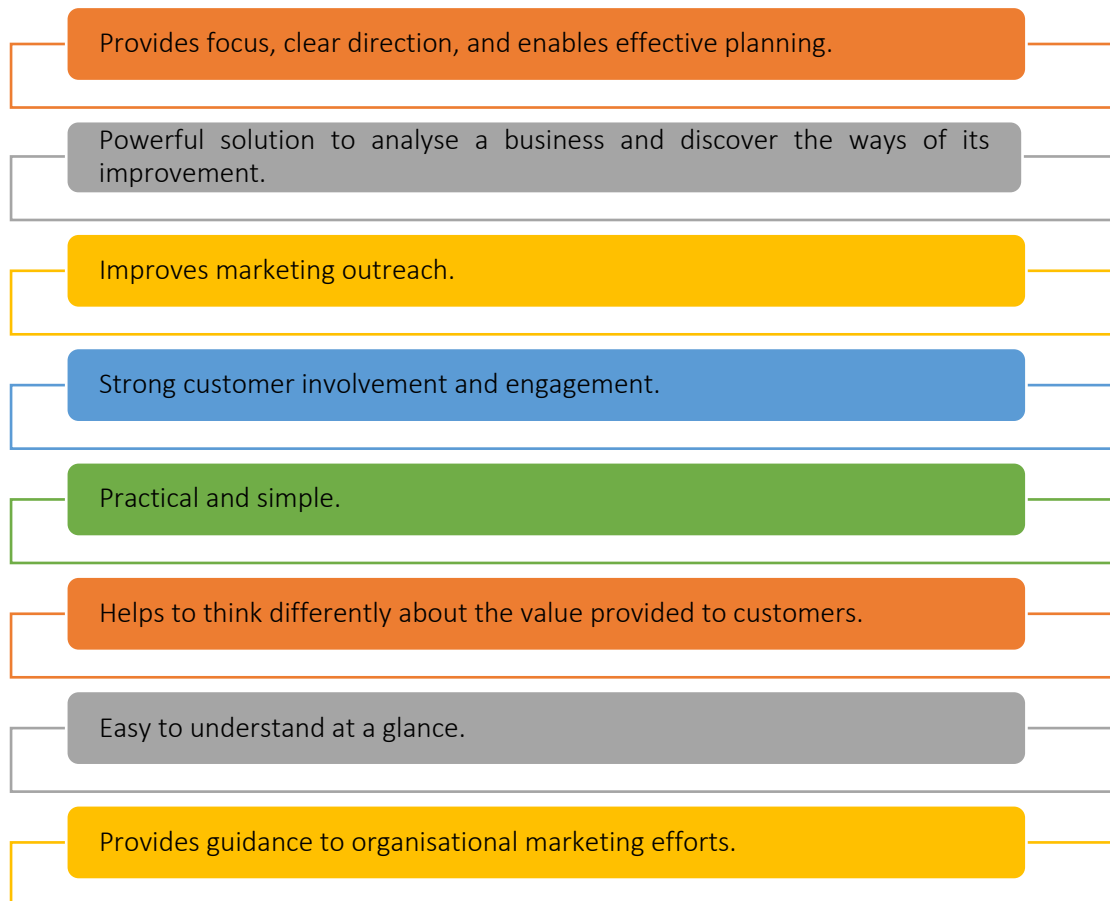 Provides focus, clear direction, and enables effective planning.
Powerful solution to analyse a business and discover the ways of its
improvement.
Improves marketing outreach.
Strong customer involvement and engagement.
Practical and simple.
Helps to think differently about the value provided to customers.
Easy to understand at a glance.
Provides guidance to organisational marketing efforts.